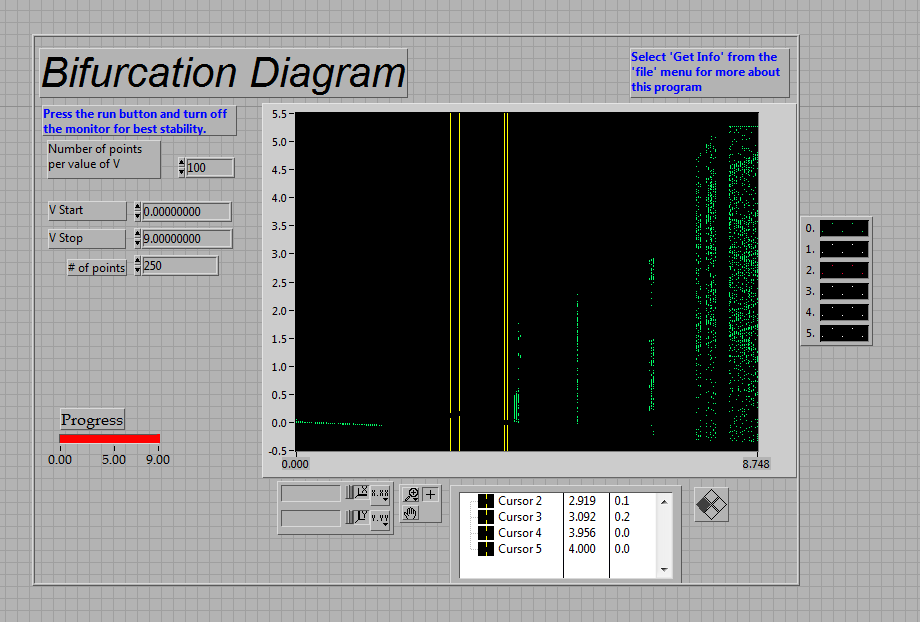 Bifurcation Diagram
Select 'Get Info' from the
'file' menu for more about
this program
Press the run button and turn off
the monitor for best stability.
Number of points
per value of V
100
V Start
0.00000000
V Stop
9.00000000
# of points
250
5.5
5.0
4.5
4.0
3.5
3.0
2.5
2.0
1.5
1.0
0.5
0.0
-0.5
0.000
8.748
0.
1.
2.
3.
4.
5.
Progress
0.00 5.00 9.00
X
X.XX
Y
Y.YY
Cursor 2 2.919 0.1
Cursor 3 3.092 0.2
Cursor 4 3.956 0.0
Cursor 5 4.000 0.0